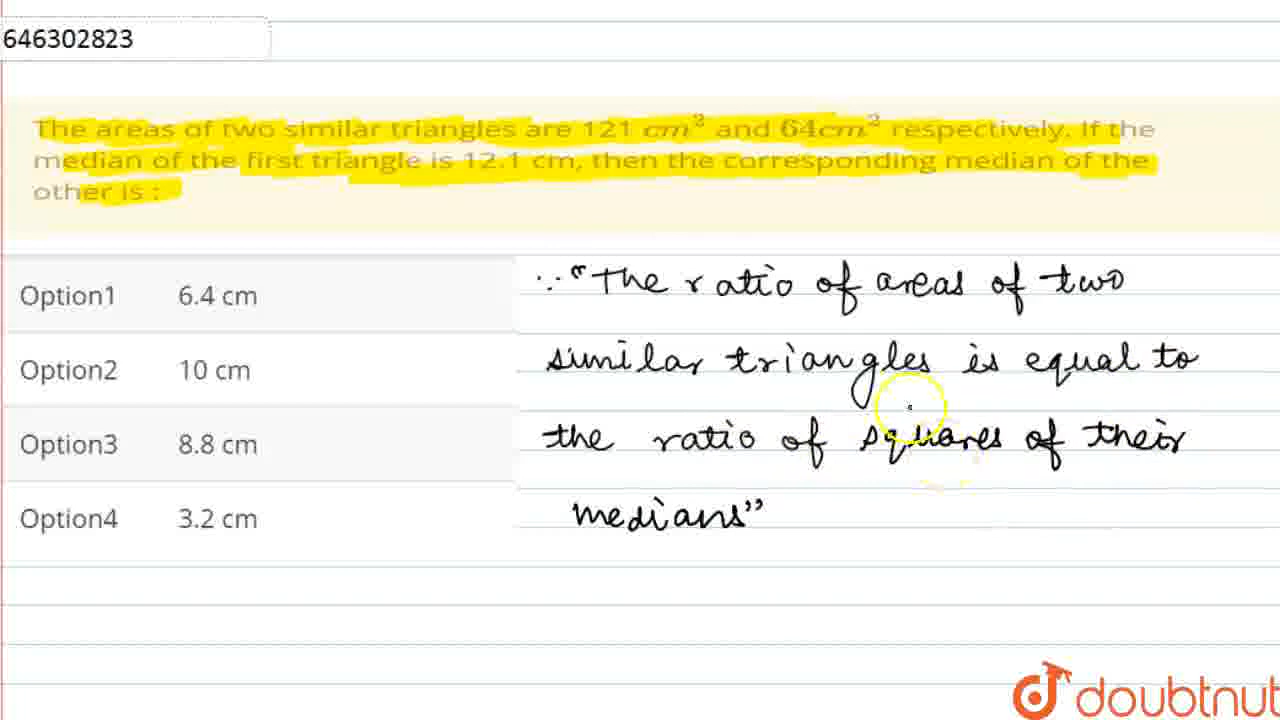 646302823
The areas of two similar triangles are 121 cm² and 64cm² respectively. If the
median of the first triangle is 12.1 cm, then the corresponding median of the
other is :
Option1 6.4 cm
Option2 10 cm
Option3 8.8 cm
Option4 3.2 cm
∵ "The ratio of areas of two
similar triangles is equal to
the ratio of squares of their
medians"
doubtnut